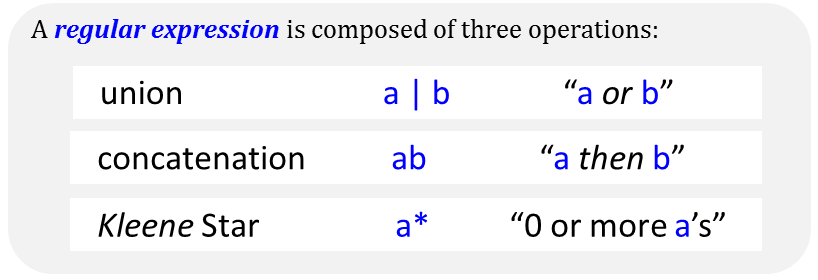 A regular expression is composed of three operations:
union a | b “a or b”
concatenation ab “a then b”
Kleene Star a* “0 or more a’s”